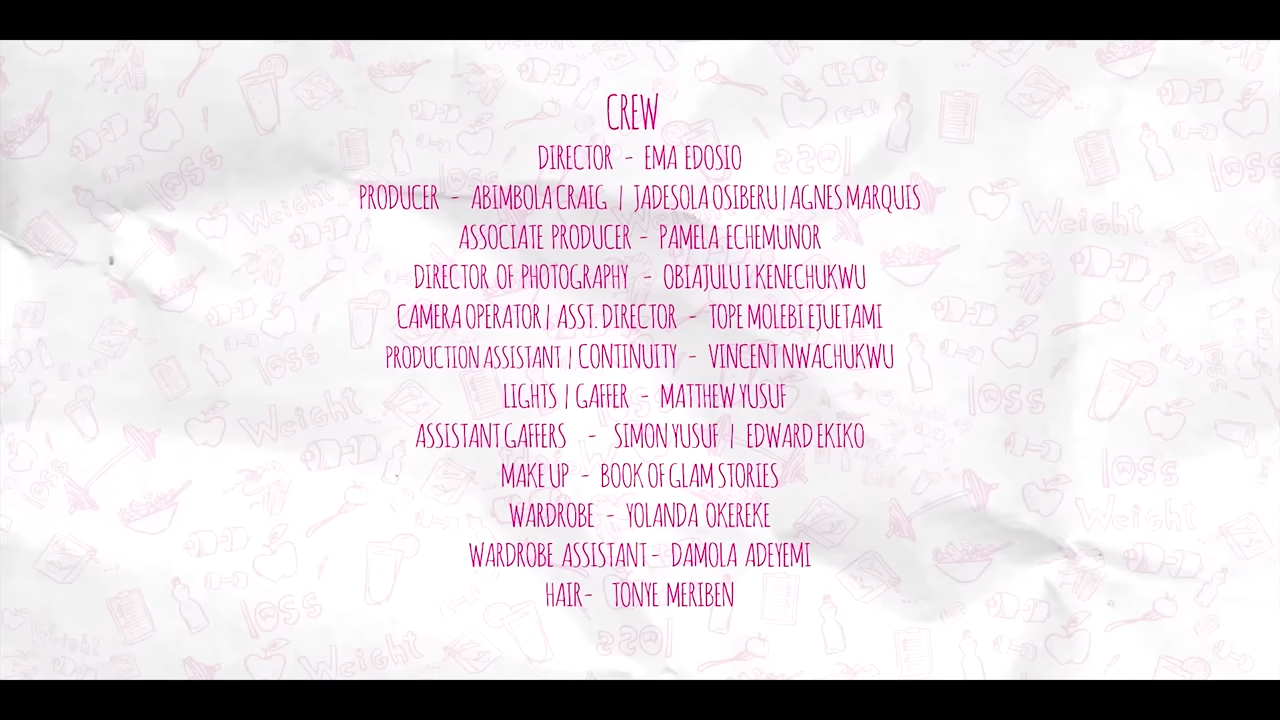 CREW
DIRECTOR - EMA EDOSIO
PRODUCER - ABIMBOLA CRAIG | JADESOLA OSIBERU | AGNES MARQUIS
ASSOCIATE PRODUCER - PAMELA ECHEMUNOR
DIRECTOR OF PHOTOGRAPHY - OBIAJULU IKENECHUKWU
CAMERA OPERATOR | ASST. DIRECTOR - TOPE MOLEBI EJUETAMI
PRODUCTION ASSISTANT | CONTINUITY - VINCENT NWACHUKWU
LIGHTS | GAFFER - MATTHEW YUSUF
ASSISTANT GAFFERS - SIMON YUSUF | EDWARD EKIKO
MAKE UP - BOOK OF GLAM STORIES
WARDROBE - YOLANDA OKEREKE
WARDROBE ASSISTANT - DAMOLA ADEYEMI
HAIR - TONYE MERIBEN